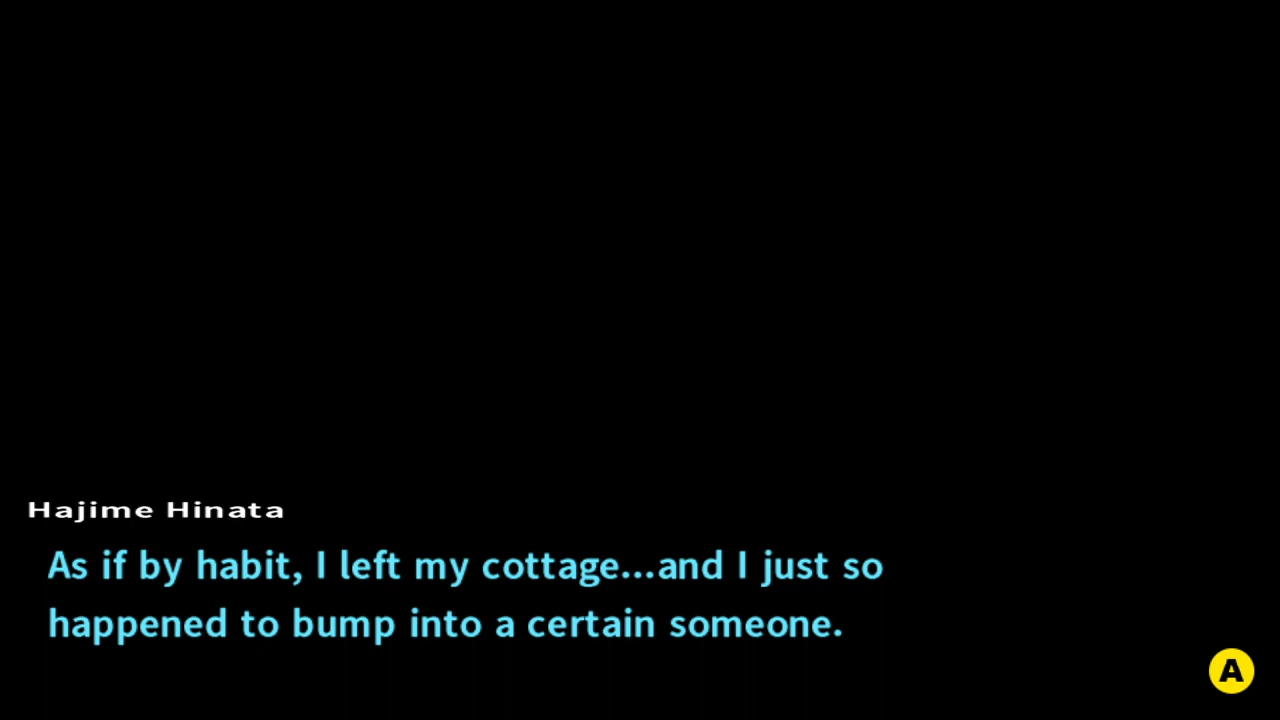 Hajime Hinata
As if by habit, I left my cottage...and I just so
happened to bump into a certain someone.
A